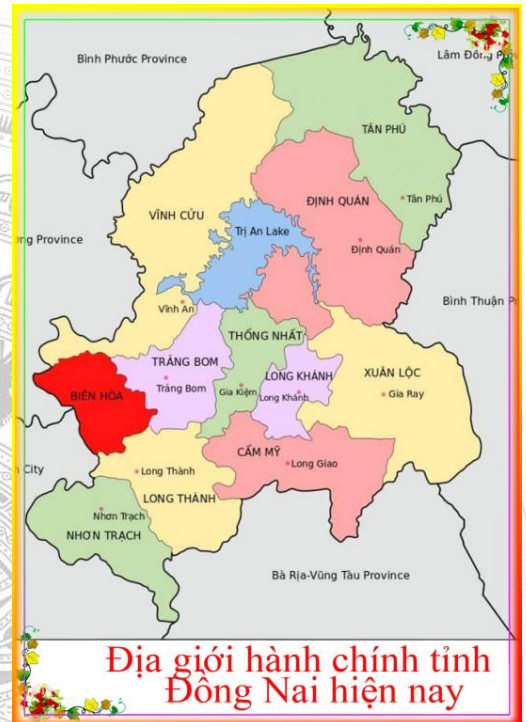 Bình Phước Province
Lâm Đồng
TÂN PHÚ
Tân Phú
ĐỊNH QUÁN
VĨNH CỬU
Trị An Lake
Province
Định Quán
Bình Thuận
Vĩnh An
THỐNG NHẤT
TRẢNG BOM
LONG KHÁNH
XUÂN LỘC
Trảng Bom
Gia Kiệm
Long Khánh
Gia Ray
BIÊN HÒA
CẨM MỸ
City
Long Thành
Long Giao
LONG THÀNH
Nhơn Trạch
NHƠN TRẠCH
Bà Rịa-Vũng Tàu Province
Địa giới hành chính tỉnh
Đồng Nai hiện nay